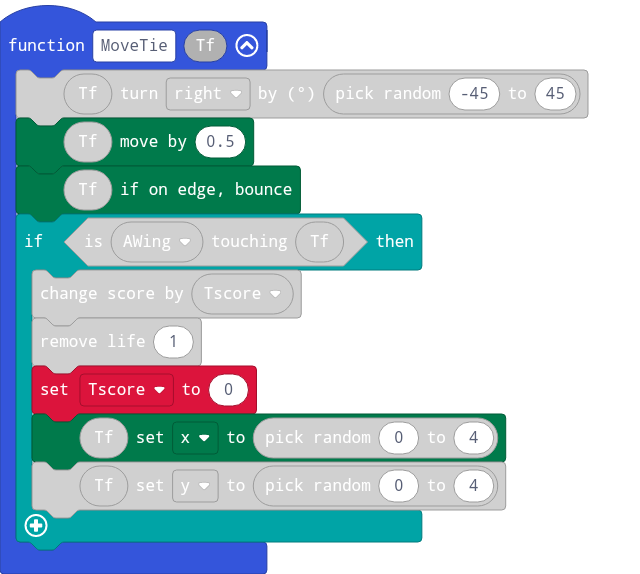 function MoveTie Tf
Tf turn right by (°) pick random -45 to 45
Tf move by 0.5
Tf if on edge, bounce
if is AWing touching Tf then
change score by Tscore
remove life 1
set Tscore to 0
Tf set x to pick random 0 to 4
Tf set y to pick random 0 to 4